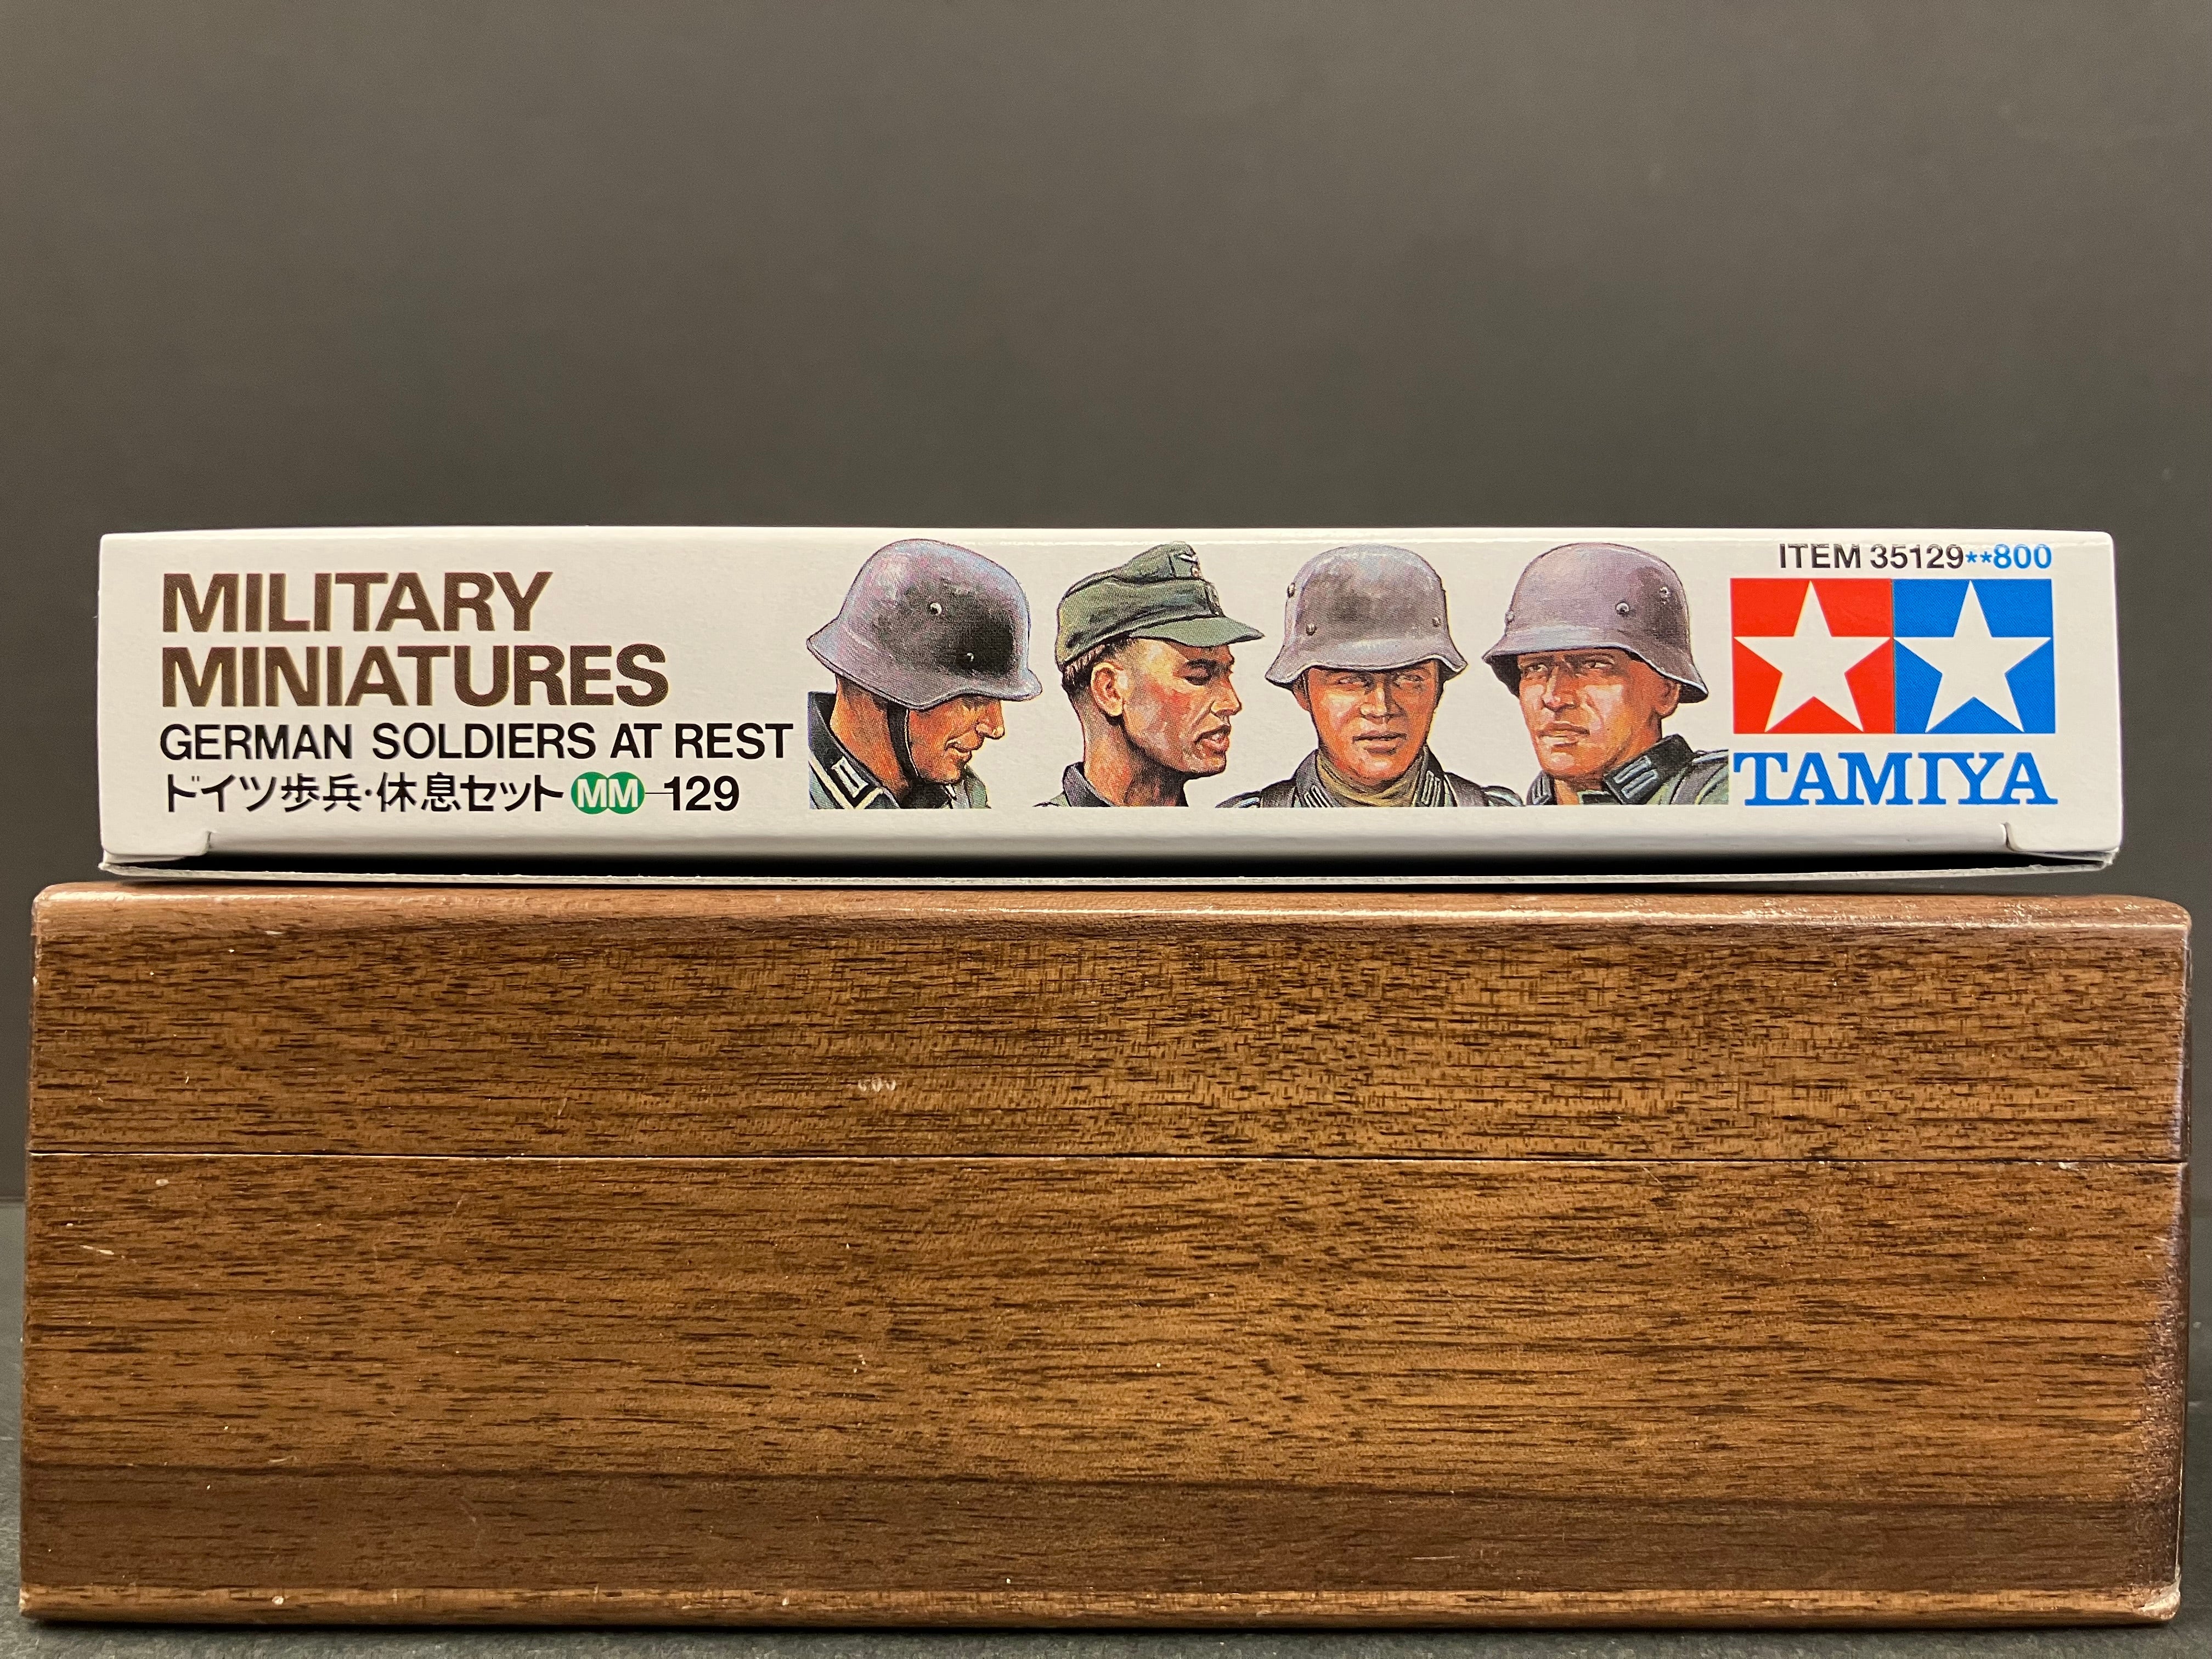 MILITARY
MINIATURES
GERMAN SOLDIERS AT REST
ドイツ歩兵・休息セット MM-129
ITEM 35129**800
TAMIYA